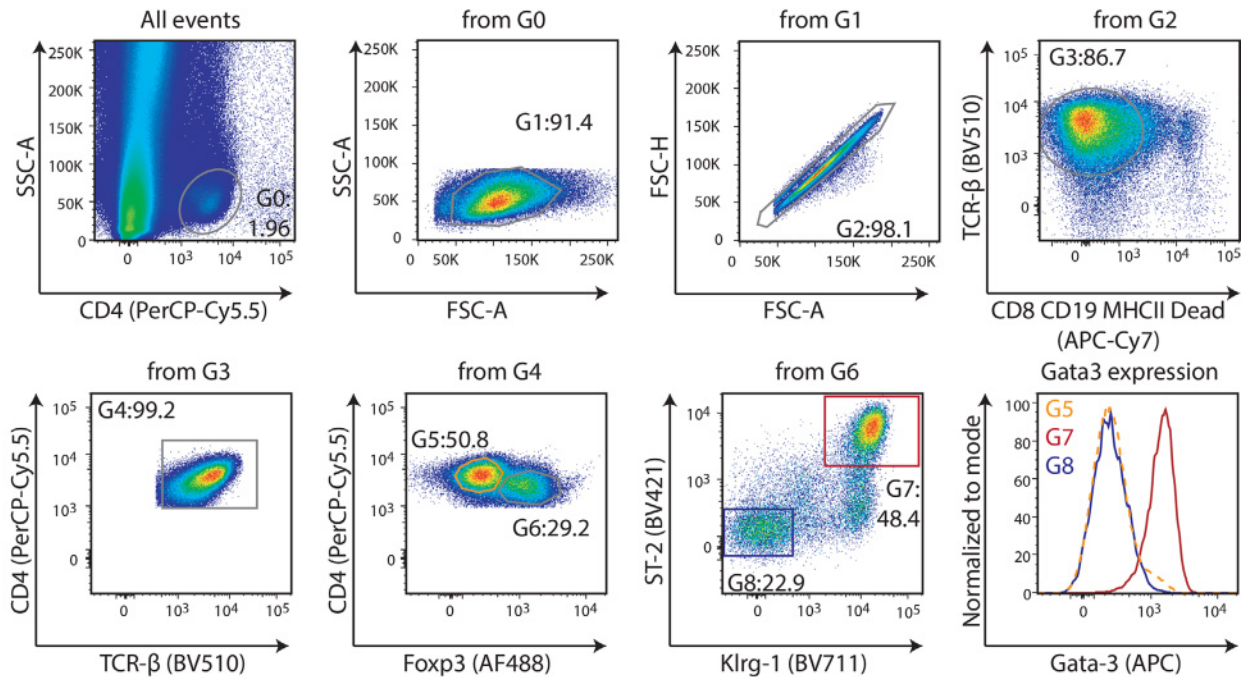 All events
SSC-A
250K
200K
150K
100K
50K
0
G0:
1.96
0 10³ 10⁴ 10⁵
CD4 (PerCP-Cy5.5)
from G0
SSC-A
250K
200K
150K
100K
50K
0
G1:91.4
0 50K 150K 250K
FSC-A
from G1
FSC-H
250K
200K
150K
100K
50K
0
G2:98.1
0 50K 150K 250K
FSC-A
from G2
TCR-β (BV510)
10⁵
10⁴
10³
0
G3:86.7
0 10³ 10⁴ 10⁵
CD8 CD19 MHCII Dead
(APC-Cy7)
from G3
CD4 (PerCP-Cy5.5)
10⁵
10⁴
10³
0
G4:99.2
0 10³ 10⁴ 10⁵
TCR-β (BV510)
from G4
CD4 (PerCP-Cy5.5)
10⁵
10⁴
10³
0
G5:50.8
G6:29.2
0 10³ 10⁴ 10⁵
Foxp3 (AF488)
from G6
ST-2 (BV421)
10⁴
10³
0
G7:
48.4
G8:22.9
0 10³ 10⁴ 10⁵
Klrg-1 (BV711)
Gata3 expression
Normalized to mode
100
80
60
40
20
0
G5
G7
G8
0 10³ 10⁴
Gata-3 (APC)